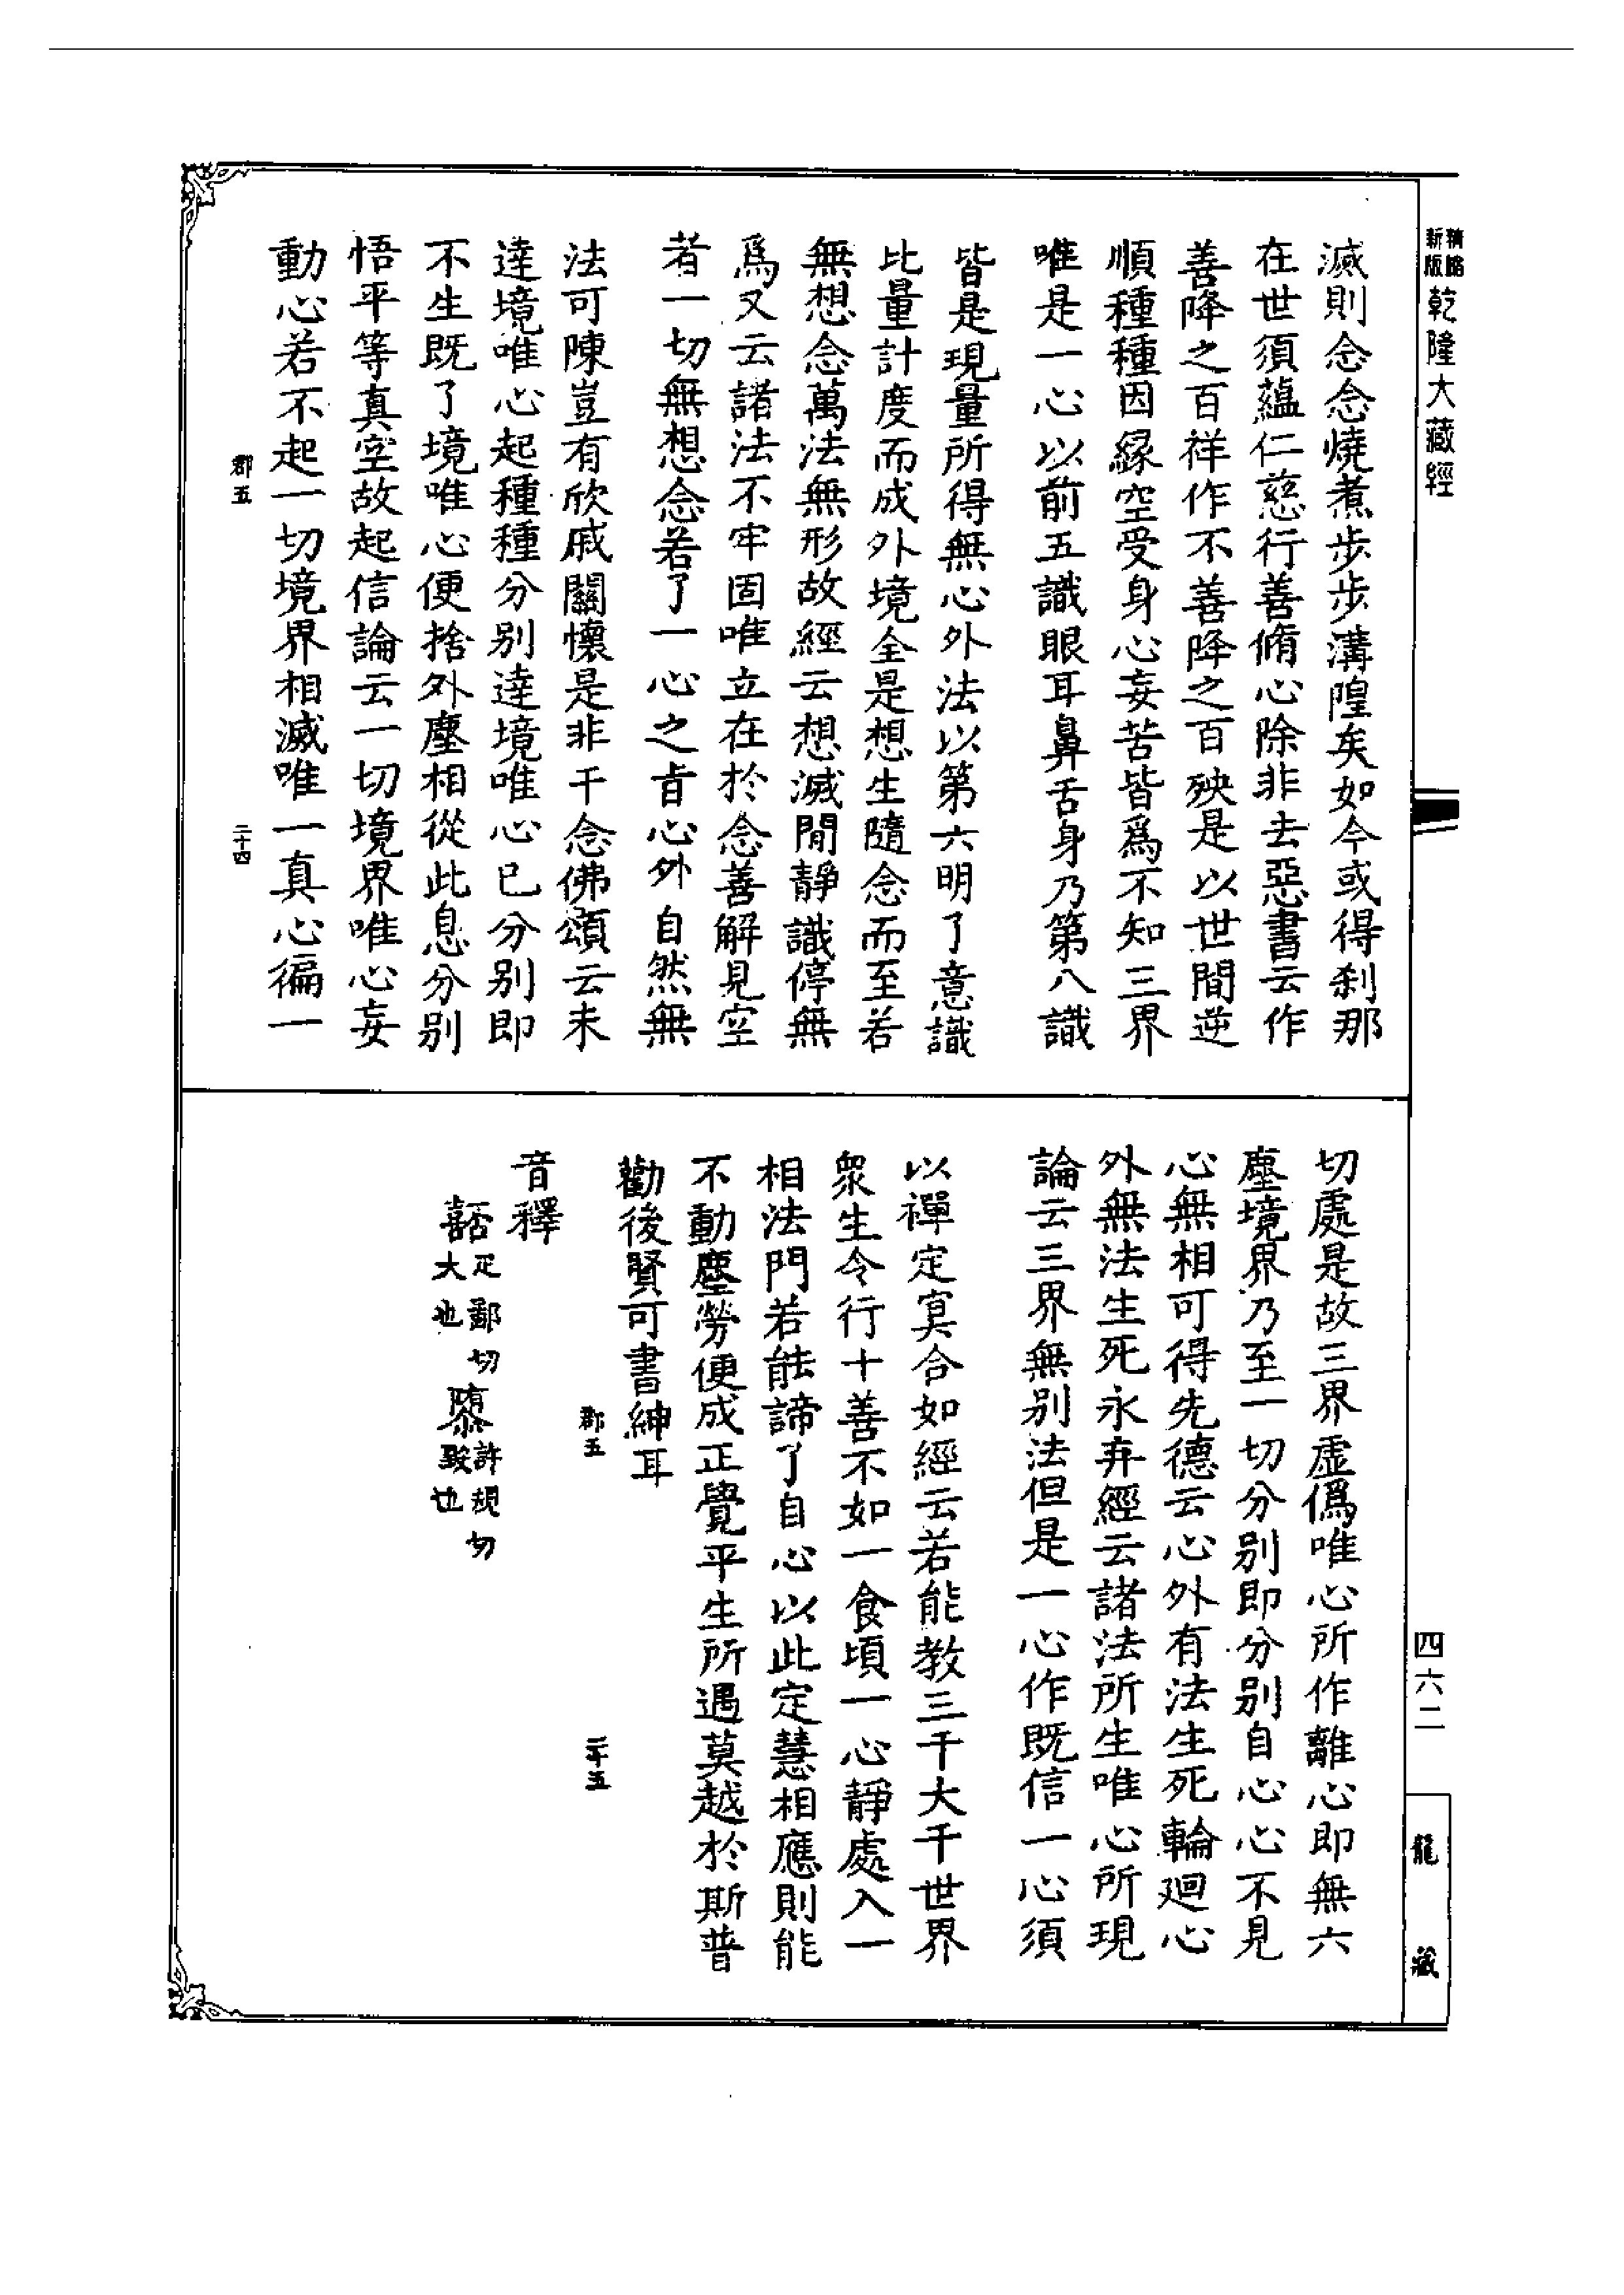 新版
精縮
乾隆大藏經
滅則念念燒煮步步溝隍矣如今或得刹那
在世須蘊仁慈行善脩心除非去惡書云作
善降之百祥作不善降之百殃是以世間逆
順種種因緣空受身心妄苦皆爲不知三界
唯是一心以前五識眼耳鼻舌身乃第八識
皆是現量所得無心外法以第六明了意識
比量計度而成外境全是想生隨念而至若
無想念萬法無形故經云想滅閒靜識停無
爲又云諸法不牢固唯立在於念善解見空
者一切無想念若了一心之旨心外自然無
法可陳豈有欣戚關懷是非干念佛頌云未
達境唯心起種種分別達境唯心已分別即
不生既了境唯心便捨外塵相從此息分別
悟平等真空故起信論云一切境界唯心妄
動心若不起一切境界相滅唯一真心徧一
郡五
二十四
切處是故三界虛僞唯心所作離心即無六
塵境界乃至一切分別即分別自心心不見
心無相可得先德云心外有法生死輪迴心
外無法生死永弃經云諸法所生唯心所現
論云三界無別法但是一心作既信一心須
以禪定冥合如經云若能教三千大千世界
衆生令行十善不如一食頃一心靜處入一
相法門若能諦了自心以此定慧相應則能
不動塵勞便成正覺平生所遇莫越於斯普
勸後賢可書紳耳
郡五
二十五
音釋
嚭
疋鄙切
大也
隳
許規切
毀也
四六二
龍藏